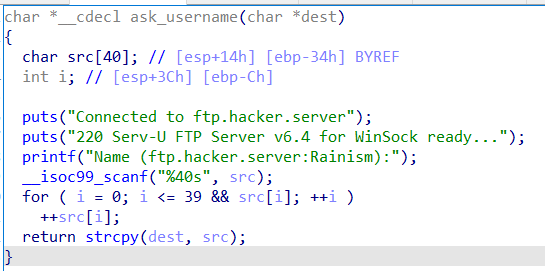 char *__cdecl ask_username(char *dest)
{
  char src[40]; // [esp+14h] [ebp-34h] BYREF
  int i; // [esp+3Ch] [ebp-Ch]

  puts("Connected to ftp.hacker.server");
  puts("220 Serv-U FTP Server v6.4 for WinSock ready...");
  printf("Name (ftp.hacker.server:Rainism):");
  __isoc99_scanf("%40s", src);
  for ( i = 0; i <= 39 && src[i]; ++i )
    ++src[i];
  return strcpy(dest, src);
}